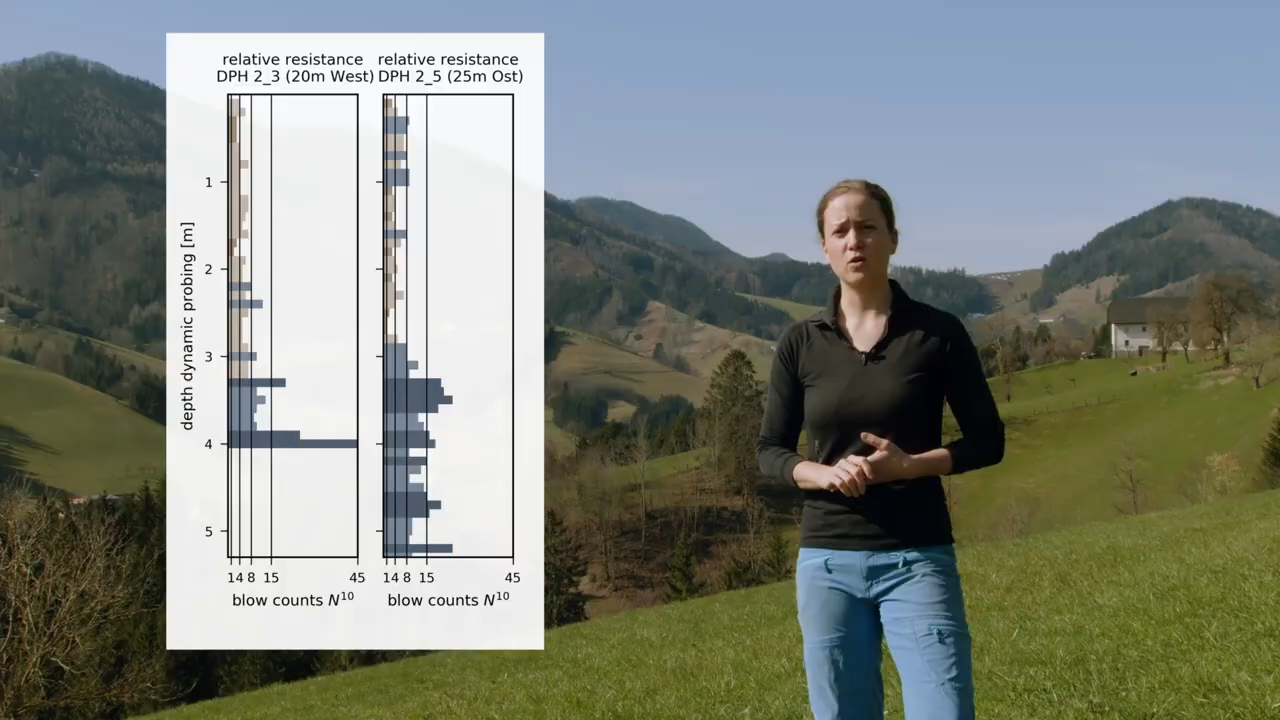 relative resistance
DPH 2_3 (20m West)
relative resistance
DPH 2_5 (25m Ost)
depth dynamic probing [m]
1
2
3
4
5
1 4 8 15 45
blow counts N¹⁰
1 4 8 15 45
blow counts N¹⁰